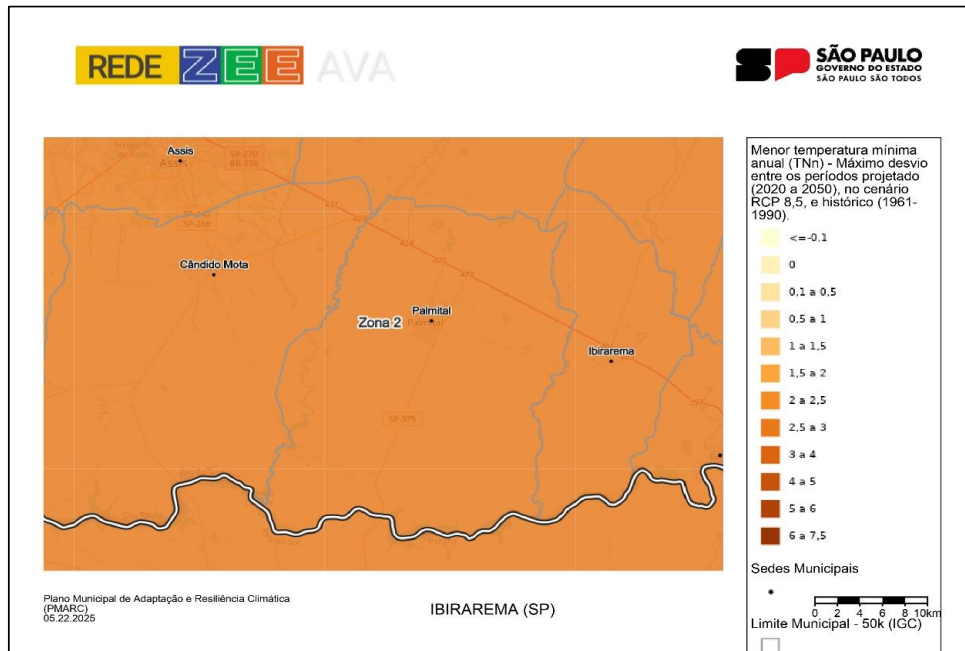 REDE ZEE AVA
SÃO PAULO
GOVERNO DO ESTADO
SÃO PAULO SÃO TODOS
Menor temperatura mínima
anual (TNn) - Máximo desvio
entre os períodos projetado
(2020 a 2050), no cenário
RCP 8,5, e histórico (1961-
1990).
<=-0,1
0
0,1 a 0,5
0,5 a 1
1 a 1,5
1,5 a 2
2 a 2,5
2,5 a 3
3 a 4
4 a 5
5 a 6
6 a 7,5
Sedes Municipais
0 2 4 6 8 10km
Limite Municipal - 50k (IGC)
Assis
Assis
SP-270
BR-374
431
SP-266
Cândido Mota
424
421
Palmital
Zona 2
Palmital
Ibirarema
SP-375
Plano Municipal de Adaptação e Resiliência Climática
(PMARC)
05.22.2025
IBIRAREMA (SP)